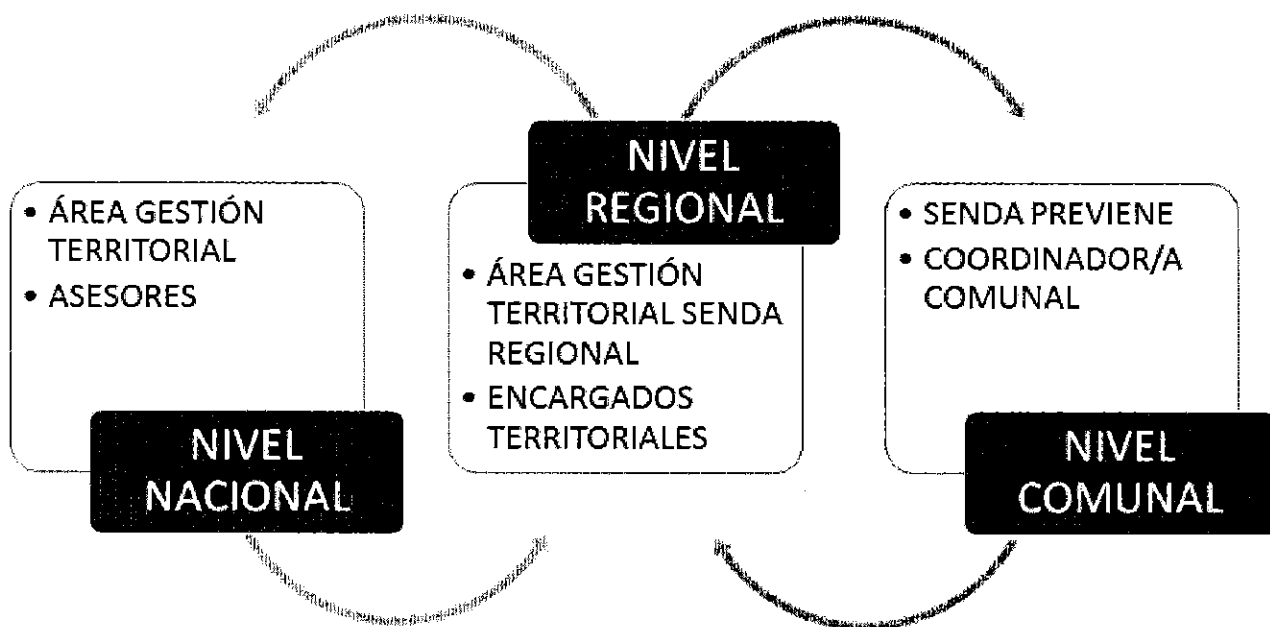 • ÁREA GESTIÓN
TERRITORIAL
• ASESORES
NIVEL
NACIONAL
NIVEL
REGIONAL
• ÁREA GESTIÓN
TERRITORIAL SENDA
REGIONAL
• ENCARGADOS
TERRITORIALES
• SENDA PREVIENE
• COORDINADOR/A
COMUNAL
NIVEL
COMUNAL